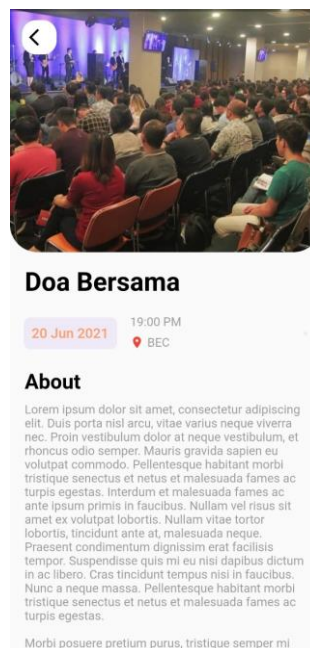 Doa Bersama
20 Jun 2021
19:00 PM
BEC
About
Lorem ipsum dolor sit amet, consectetur adipiscing
elit. Duis porta nisl arcu, vitae varius neque viverra
nec. Proin vestibulum dolor at neque vestibulum, et
rhoncus odio semper. Mauris gravida sapien eu
volutpat commodo. Pellentesque habitant morbi
tristique senectus et netus et malesuada fames ac
turpis egestas. Interdum et malesuada fames ac
ante ipsum primis in faucibus. Nullam vel risus sit
amet ex volutpat lobortis. Nullam vitae tortor
lobortis, tincidunt ante at, malesuada neque.
Praesent condimentum dignissim erat facilisis
tempor. Suspendisse quis mi eu nisi dapibus dictum
in ac libero. Cras tincidunt tempus nisi in faucibus.
Nunc a neque massa. Pellentesque habitant morbi
tristique senectus et netus et malesuada fames ac
turpis egestas.
Morbi posuere pretium purus, tristique semper mi